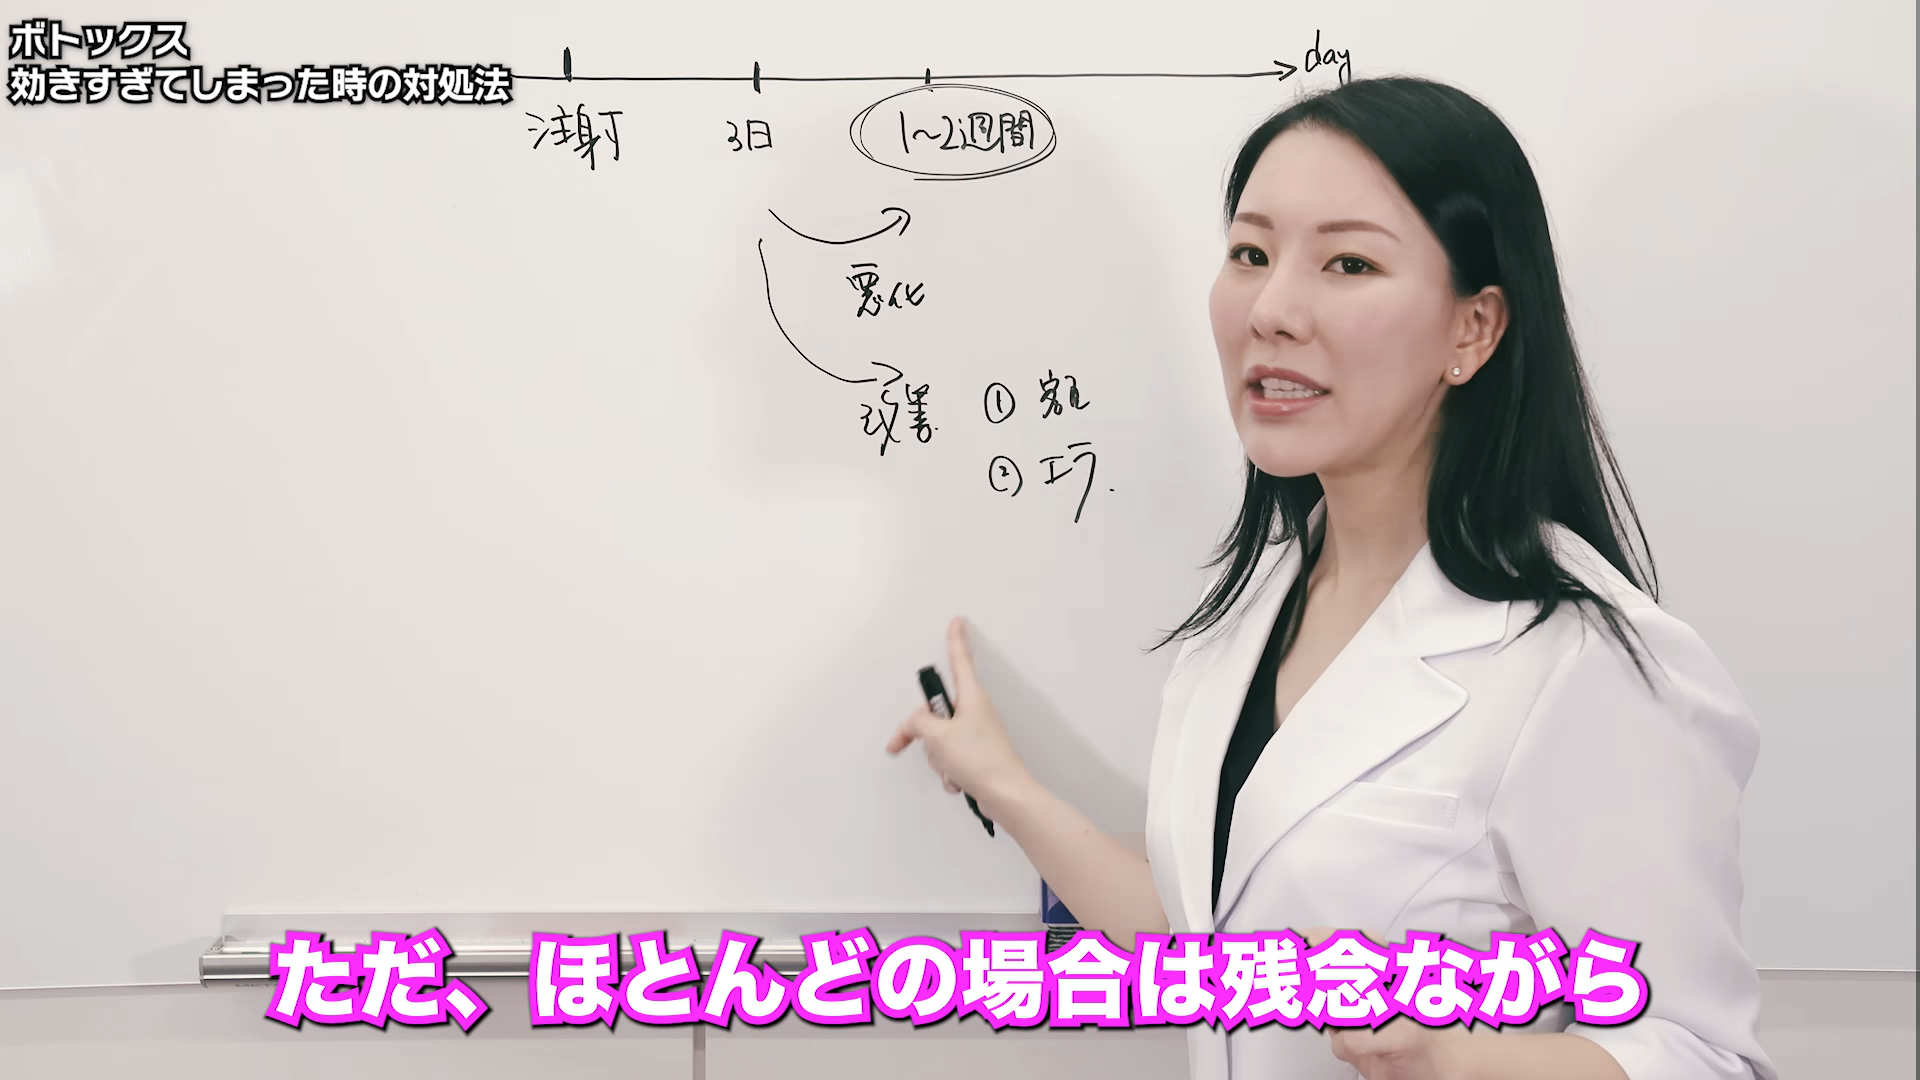 ボトックス
効きすぎてしまった時の対処法
day
注射
3日
1〜2週間
悪化
改善
① 額
② エラ.
ただ、ほとんどの場合は残念ながら